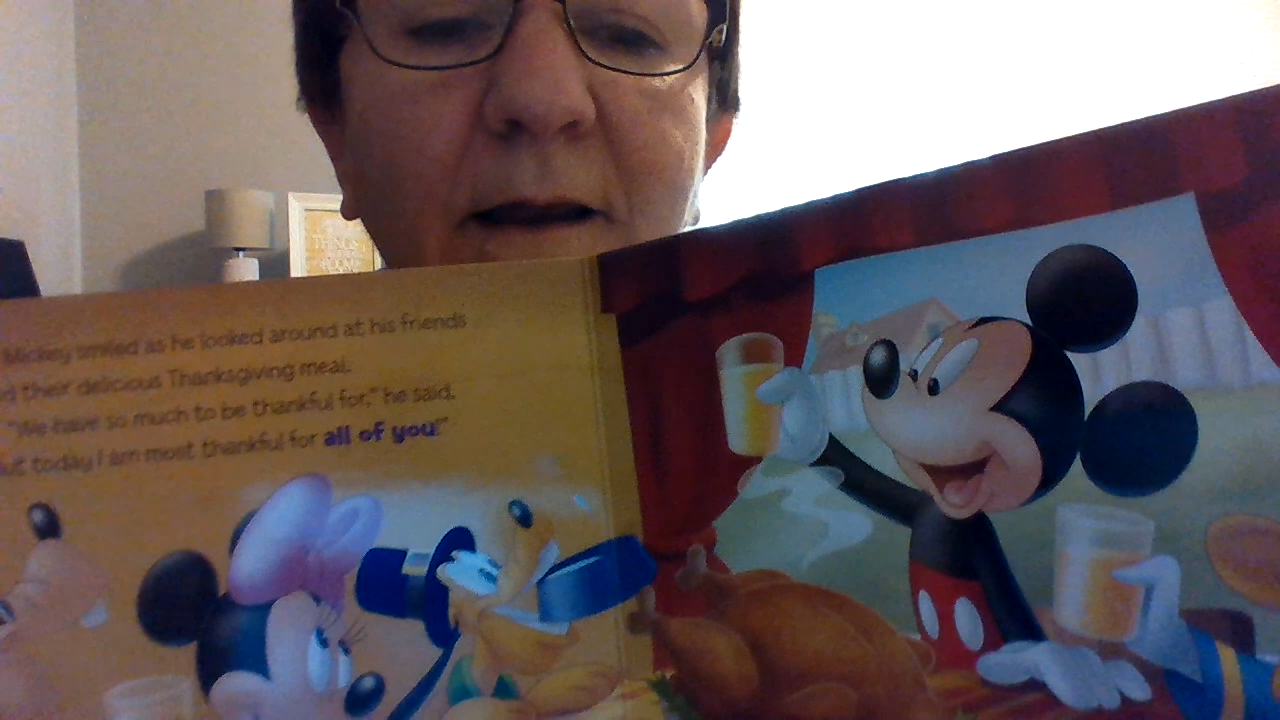 THINGS
Mickey smiled as he looked around at his friends
their delicious Thanksgiving meal.
"We have so much to be thankful for," he said.
today I am most thankful for all of you!"